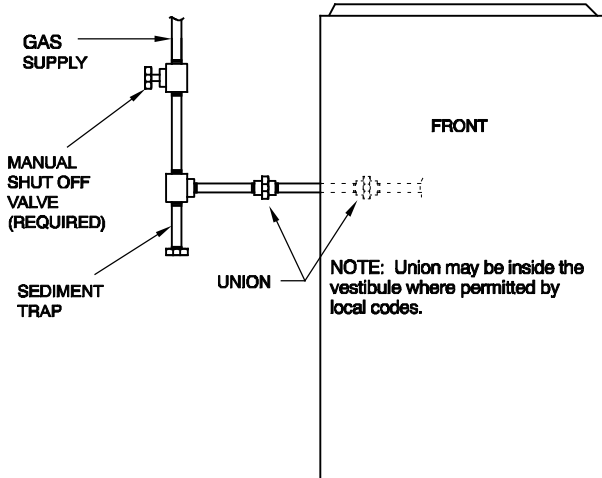 GAS
SUPPLY
FRONT
MANUAL
SHUT OFF
VALVE
(REQUIRED)
UNION
NOTE: Union may be inside the
vestibule where permitted by
local codes.
SEDIMENT
TRAP